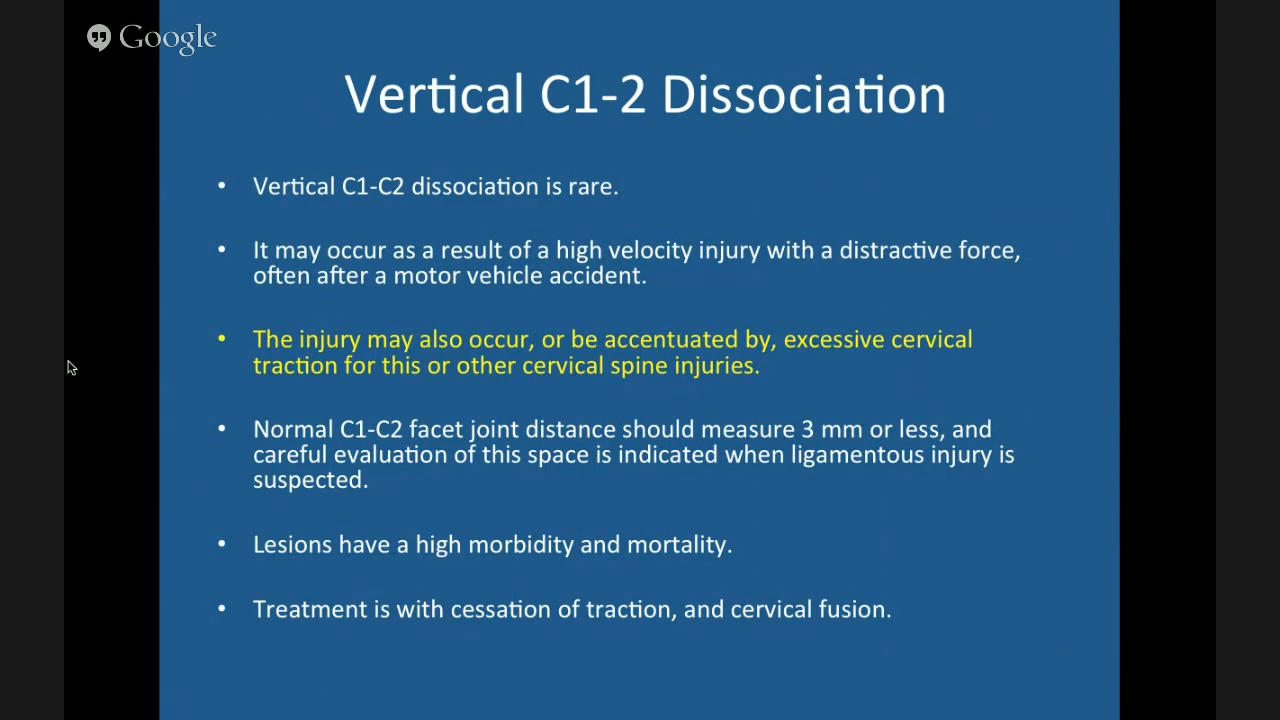 Google
Vertical C1-2 Dissociation
• Vertical C1-C2 dissociation is rare.
• It may occur as a result of a high velocity injury with a distractive force,
often after a motor vehicle accident.
• The injury may also occur, or be accentuated by, excessive cervical
traction for this or other cervical spine injuries.
• Normal C1-C2 facet joint distance should measure 3 mm or less, and
careful evaluation of this space is indicated when ligamentous injury is
suspected.
• Lesions have a high morbidity and mortality.
• Treatment is with cessation of traction, and cervical fusion.